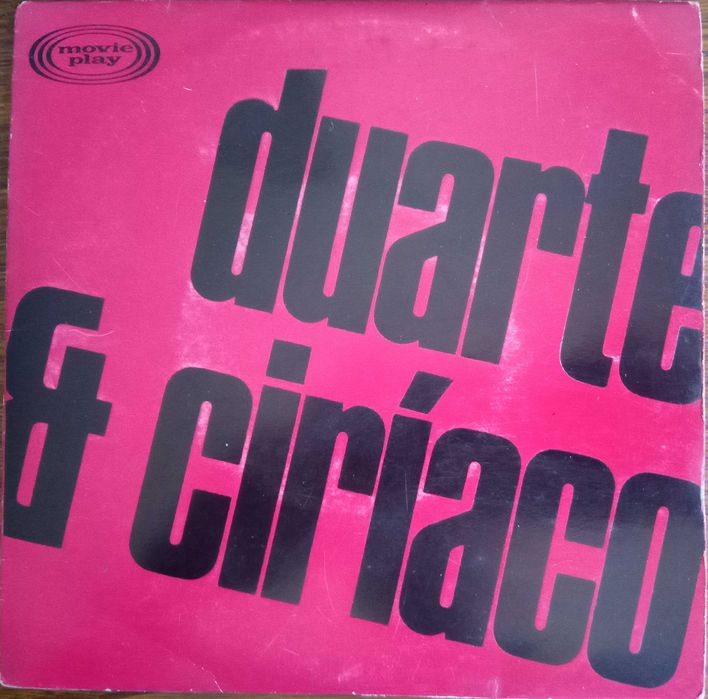 movie
play
duarte
& ciríaco